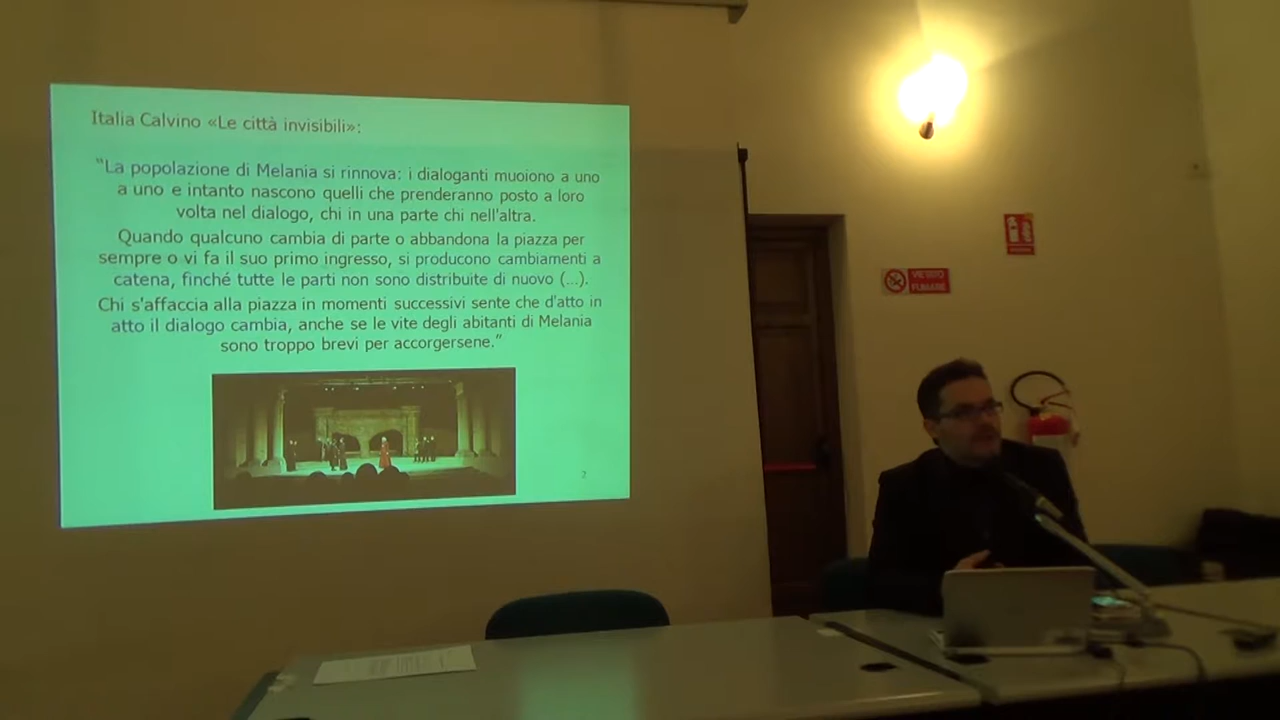 Italia Calvino «Le città invisibili»:
"La popolazione di Melania si rinnova: i dialoganti muoiono a uno
a uno e intanto nascono quelli che prenderanno posto a loro
volta nel dialogo, chi in una parte chi nell'altra.
Quando qualcuno cambia di parte o abbandona la piazza per
sempre o vi fa il suo primo ingresso, si producono cambiamenti a
catena, finché tutte le parti non sono distribuite di nuovo (...).
Chi s'affaccia alla piazza in momenti successivi sente che d'atto in
atto il dialogo cambia, anche se le vite degli abitanti di Melania
sono troppo brevi per accorgersene."
2
VIETATO
FUMARE